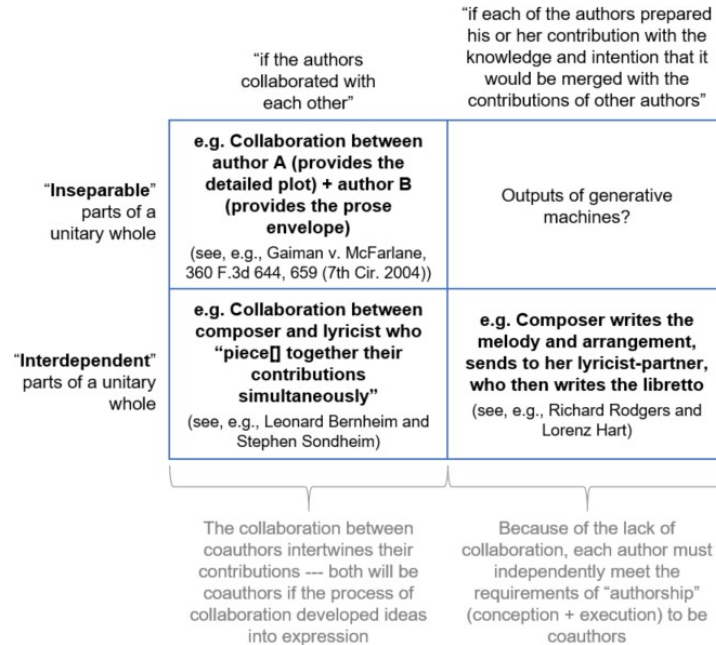 "if the authors
collaborated with
each other"
"if each of the authors prepared
his or her contribution with the
knowledge and intention that it
would be merged with the
contributions of other authors"
"Inseparable"
parts of a
unitary whole
e.g. Collaboration between
author A (provides the
detailed plot) + author B
(provides the prose
envelope)
(see, e.g., Gaiman v. McFarlane,
360 F.3d 644, 659 (7th Cir. 2004))
Outputs of generative
machines?
"Interdependent"
parts of a unitary
whole
e.g. Collaboration between
composer and lyricist who
"piece[] together their
contributions
simultaneously"
(see, e.g., Leonard Bernheim and
Stephen Sondheim)
e.g. Composer writes the
melody and arrangement,
sends to her lyricist-partner,
who then writes the libretto
(see, e.g., Richard Rodgers and
Lorenz Hart)
The collaboration between
coauthors intertwines their
contributions --- both will be
coauthors if the process of
collaboration developed ideas
into expression
Because of the lack of
collaboration, each author must
independently meet the
requirements of "authorship"
(conception + execution) to be
coauthors